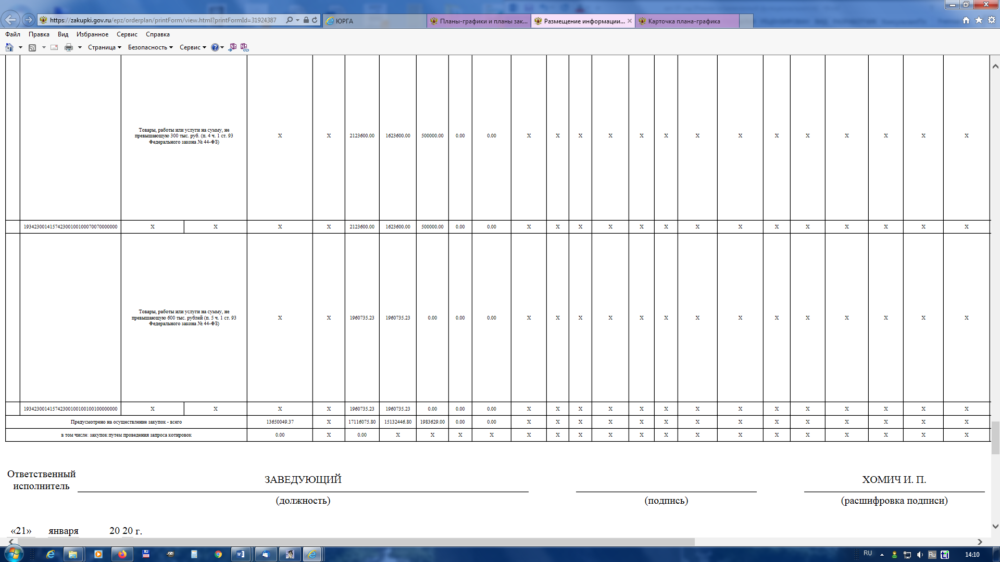 https://zakupki.gov.ru/epz/orderplan/printForm/view.html?printFormId=31924387
ЮРГА
Планы-графики и планы зак...
Размещение информации...
Карточка плана-графика
Файл Правка Вид Избранное Сервис Справка
Страница Безопасность Сервис
Товары, работы или услуги на сумму, не
превышающую 300 тыс. руб. (п. 4 ч. 1 ст. 93
Федерального закона № 44-ФЗ)
X X 2123600.00 1623600.00 500000.00 0.00 0.00 X X X X X X X X X X X X X X
193423001415742300100100070070000000 X X X X 2123600.00 1623600.00 500000.00 0.00 0.00 X X X X X X X X X X X X X X
Товары, работы или услуги на сумму, не
превышающую 600 тыс. рублей (п. 5 ч. 1 ст. 93
Федерального закона № 44-ФЗ)
X X 1960735.23 1960735.23 0.00 0.00 0.00 X X X X X X X X X X X X X X
193423001415742300100100100100000000 X X X X 1960735.23 1960735.23 0.00 0.00 0.00 X X X X X X X X X X X X X X
Предусмотрено на осуществление закупок - всего 13650049.37 X 17116075.80 15132446.80 1983629.00 0.00 0.00 X X X X X X X X X X X X X X
в том числе: закупок путем проведения запроса котировок 0.00 X 0.00 X X X X X X X X X X X X X X X X X X
Ответственный
исполнитель
ЗАВЕДУЮЩИЙ
ХОМИЧ И. П.
(должность)
(подпись)
(расшифровка подписи)
«21» января 20 20 г.
RU
Ru
14:10